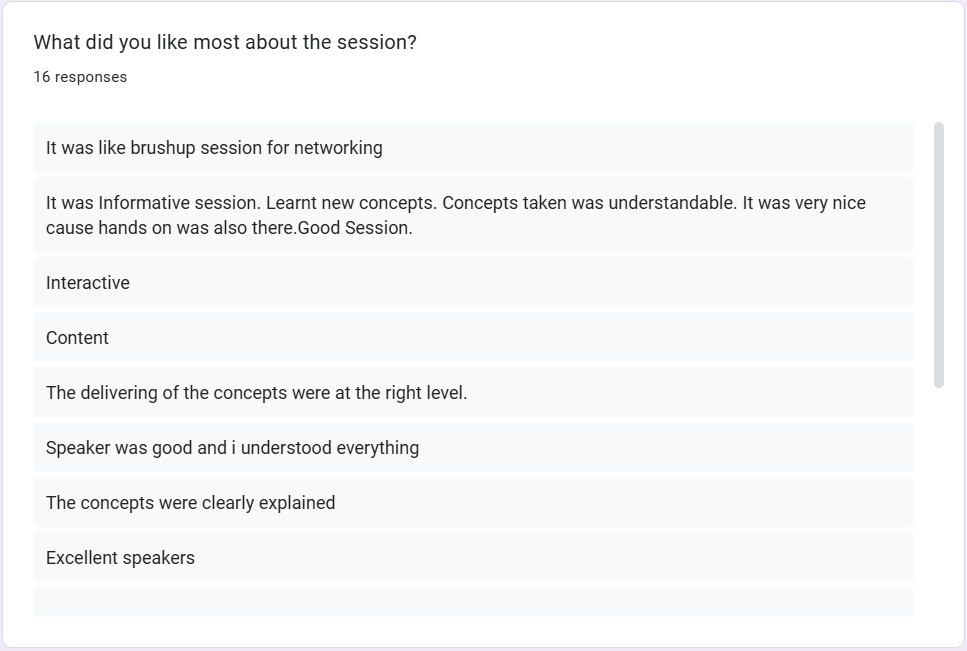 What did you like most about the session?
16 responses
It was like brushup session for networking
It was Informative session. Learnt new concepts. Concepts taken was understandable. It was very nice
cause hands on was also there.Good Session.
Interactive
Content
The delivering of the concepts were at the right level.
Speaker was good and i understood everything
The concepts were clearly explained
Excellent speakers